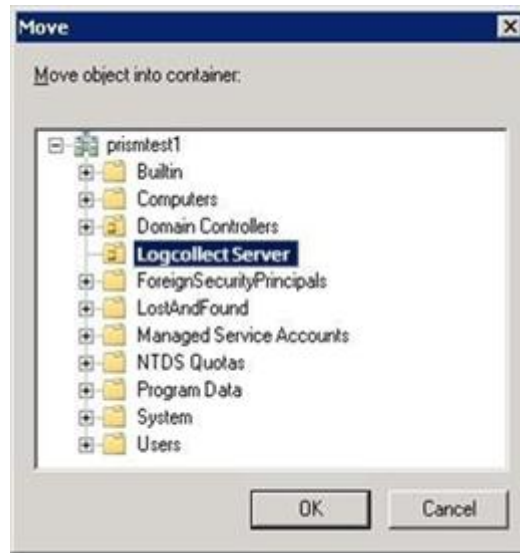 Move
Move object into container:
prismtest1
Builtin
Computers
Domain Controllers
Logcollect Server
ForeignSecurityPrincipals
LostAndFound
Managed Service Accounts
NTDS Quotas
Program Data
System
Users
OK Cancel